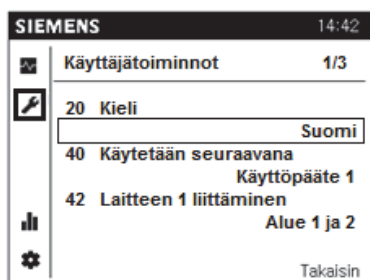 SIEMENS 14:42
Käyttäjätoiminnot 1/3
20 Kieli
Suomi
40 Käytetään seuraavana
Käyttöpääte 1
42 Laitteen 1 liittäminen
Alue 1 ja 2
Takaisin